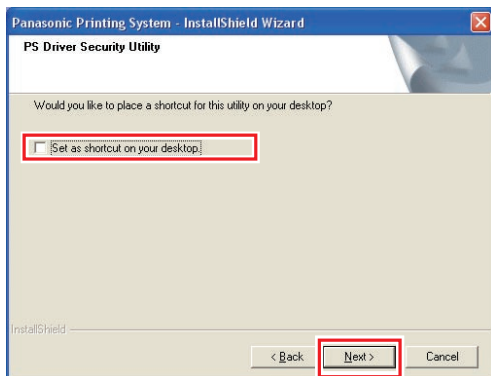 Panasonic Printing System - InstallShield Wizard
PS Driver Security Utility
Would you like to place a shortcut for this utility on your desktop?
Set as shortcut on your desktop.
InstallShield
< Back Next > Cancel